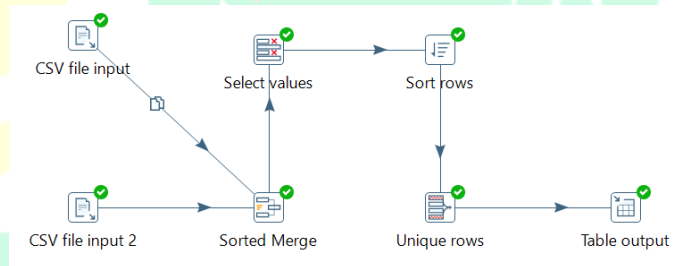 CSV file input
Select values
Sort rows
CSV file input 2
Sorted Merge
Unique rows
Table output